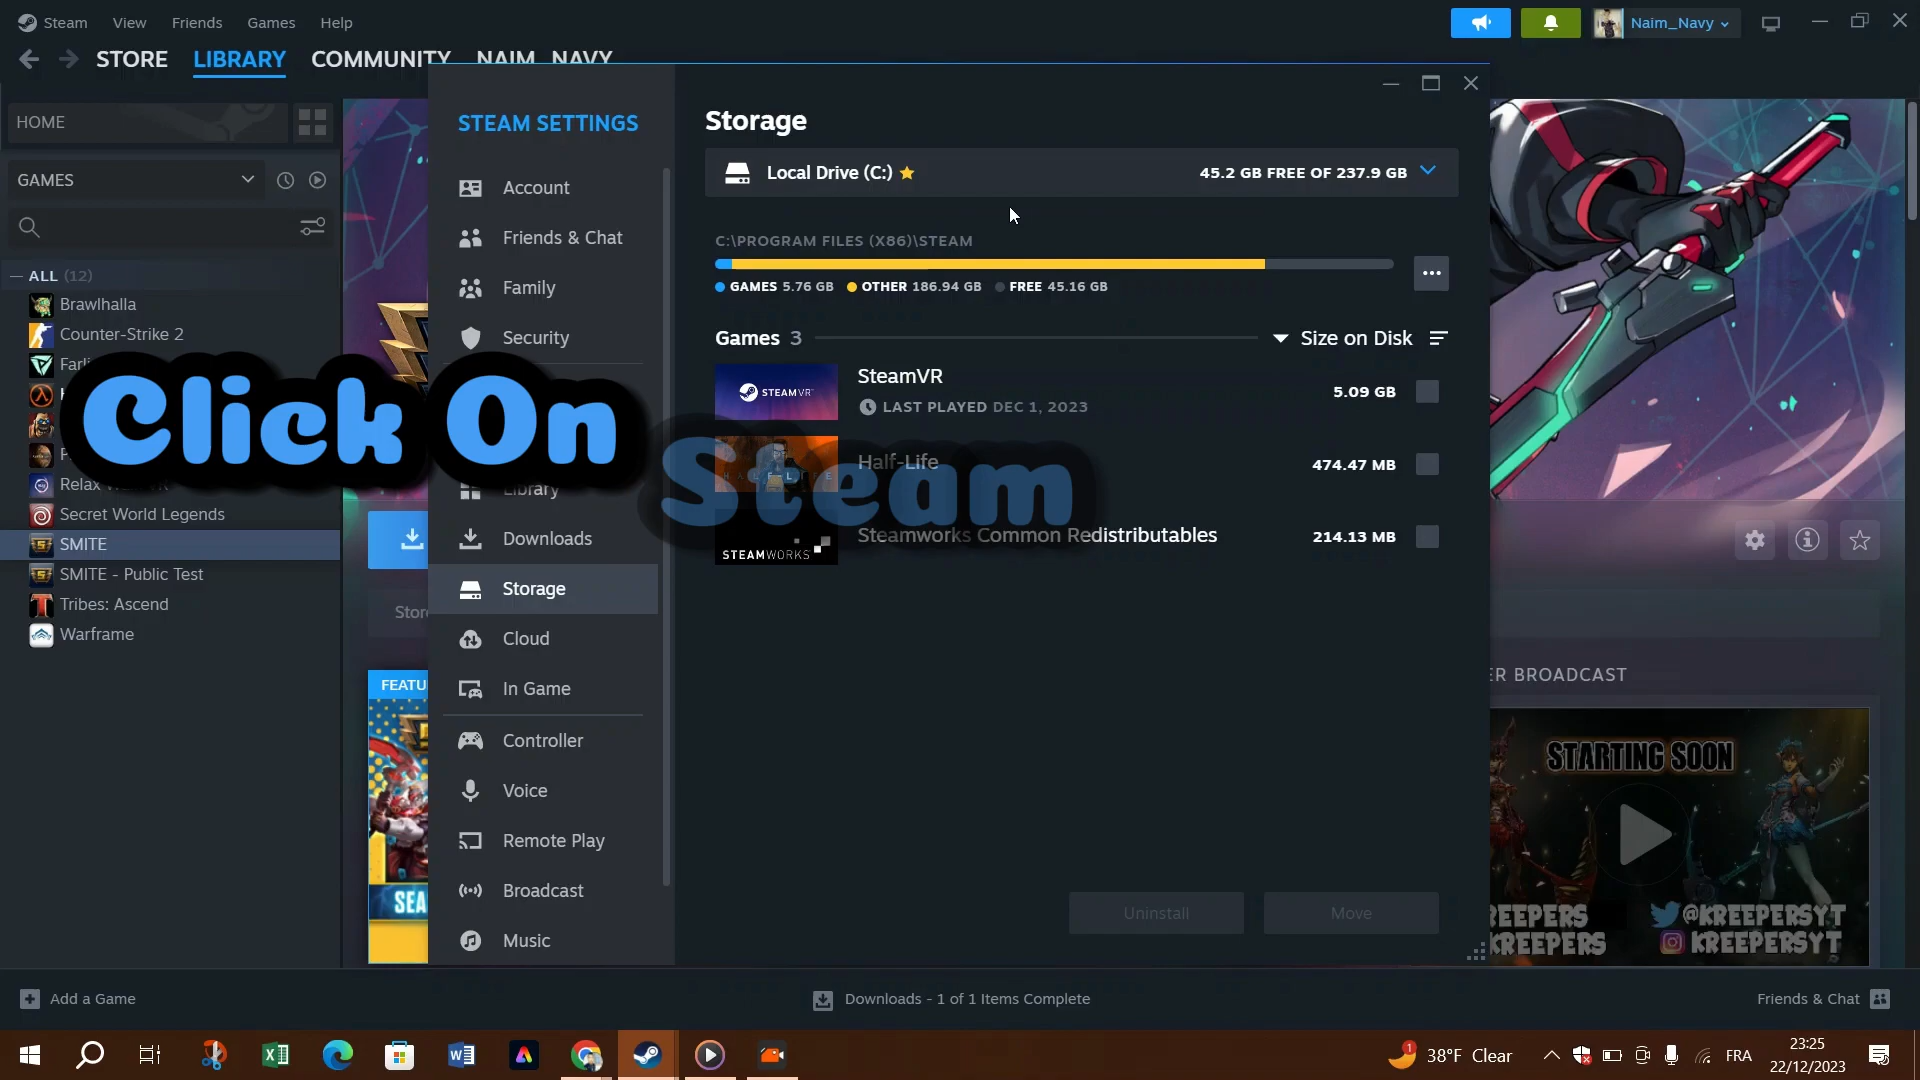 Steam View Friends Games Help
Naim_Navy
STORE LIBRARY COMMUNITY NAIM_NAVY
HOME
GAMES
ALL (12)
Brawlhalla
Counter-Strike 2
Relax
Secret World Legends
SMITE
SMITE - Public Test
Tribes: Ascend
Warframe
STEAM SETTINGS
Account
Friends & Chat
Family
Security
Library
Downloads
Storage
Cloud
In Game
Controller
Voice
Remote Play
Broadcast
Music
Storage
Local Drive (C:)
45.2 GB FREE OF 237.9 GB
C:\PROGRAM FILES (X86)\STEAM
GAMES 5.76 GB OTHER 186.94 GB FREE 45.16 GB
Games 3
Size on Disk
STEAMVR
SteamVR
LAST PLAYED DEC 1, 2023
5.09 GB
HALF-LIFE
Half-Life
474.47 MB
STEAMWORKS
Steamworks Common Redistributables
214.13 MB
Click On Steam
Uninstall
Move
ER BROADCAST
STARTING SOON
@KREEPERSYT
KREEPERSYT
Add a Game
Downloads - 1 of 1 Items Complete
Friends & Chat
1
38°F Clear
FRA
23:25
22/12/2023